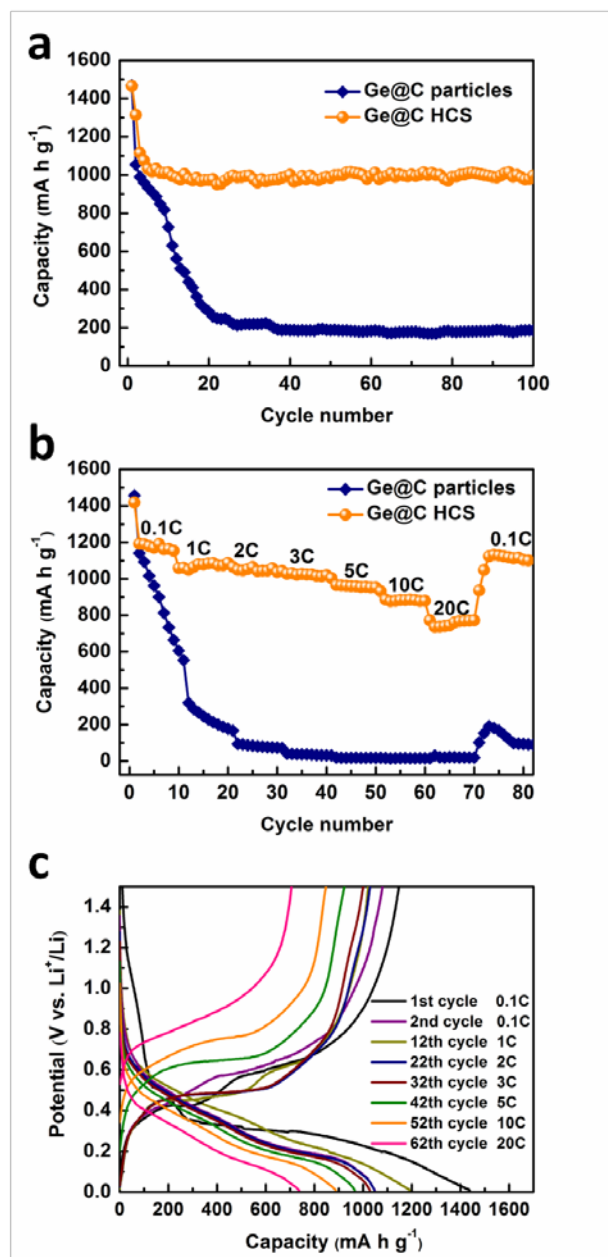 a
1600
1400
1200
1000
800
600
400
200
0
Capacity (mA h g⁻¹)
Ge@C particles
Ge@C HCS
0 20 40 60 80 100
Cycle number
b
1600
1400
1200
1000
800
600
400
200
0
Capacity (mA h g⁻¹)
Ge@C particles
Ge@C HCS
0.1C
1C
2C
3C
5C
10C
20C
0.1C
0 10 20 30 40 50 60 70 80
Cycle number
c
1.4
1.2
1.0
0.8
0.6
0.4
0.2
0.0
Potential (V vs. Li⁺/Li)
1st cycle 0.1C
2nd cycle 0.1C
12th cycle 1C
22th cycle 2C
32th cycle 3C
42th cycle 5C
52th cycle 10C
62th cycle 20C
0 200 400 600 800 1000 1200 1400 1600
Capacity (mA h g⁻¹)